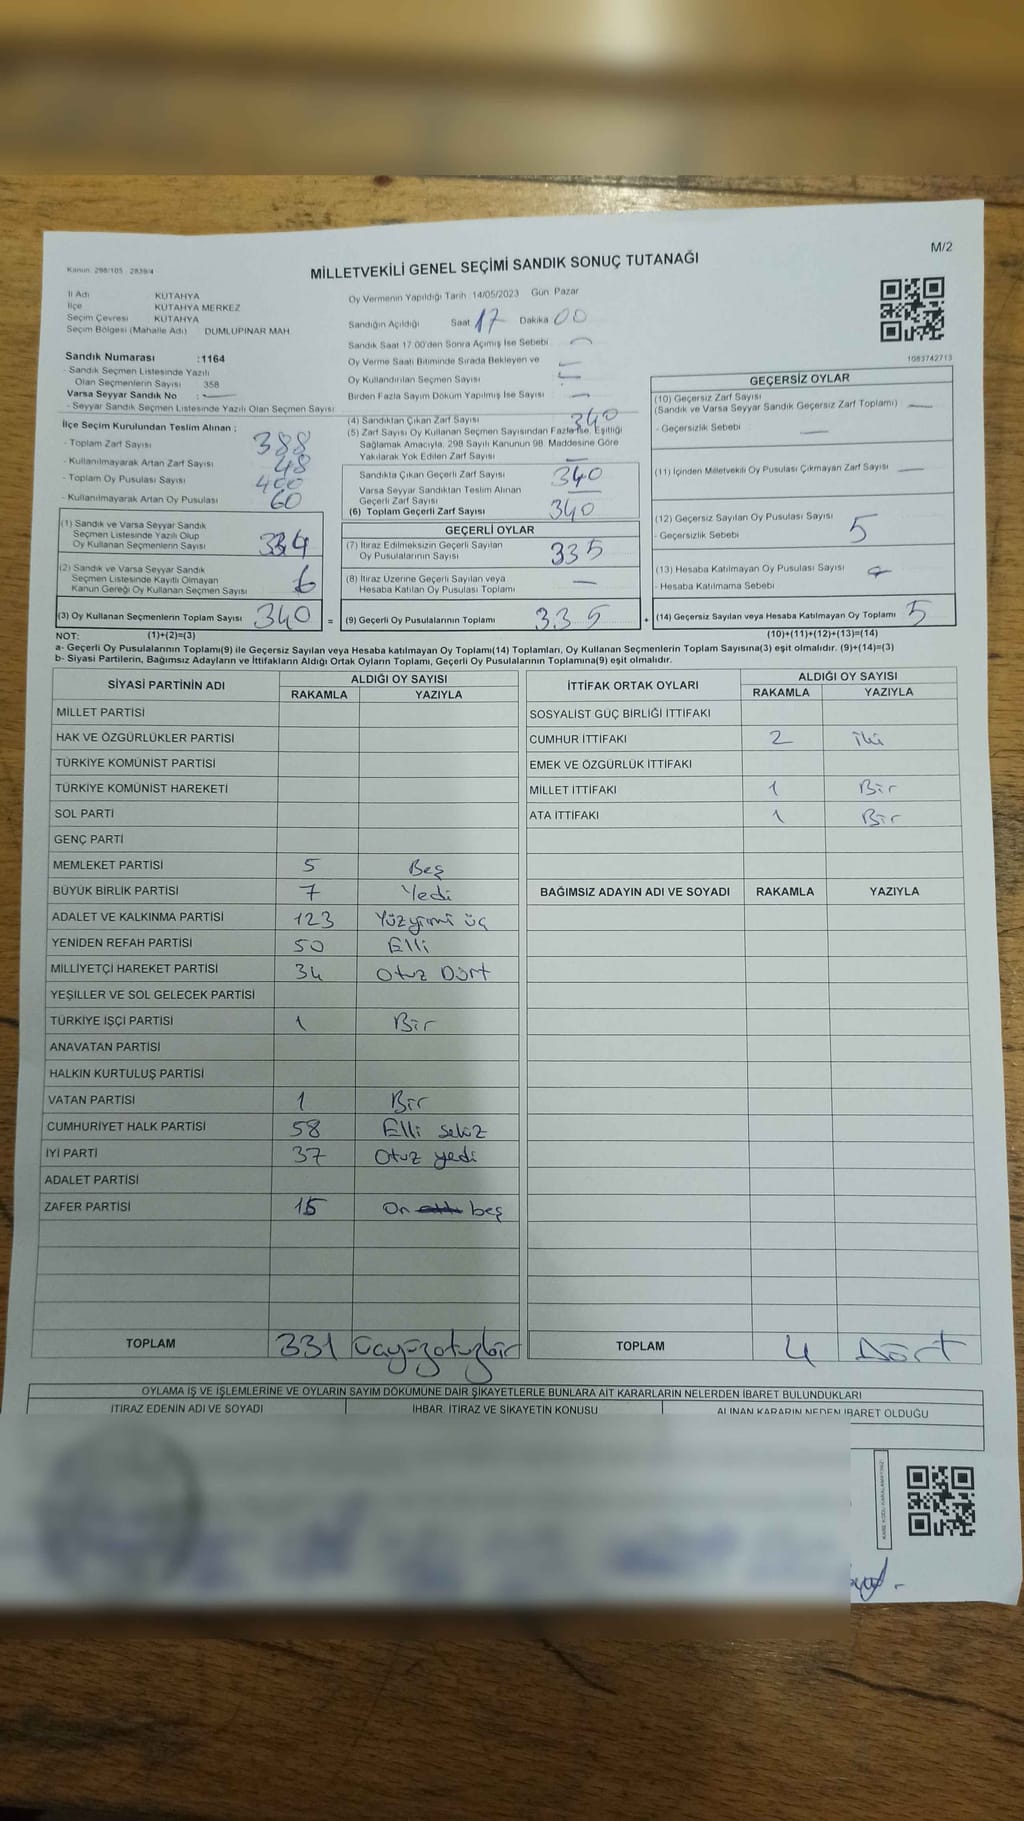 M/2
Kanun: 298/105 2839/4
MİLLETVEKİLİ GENEL SEÇİMİ SANDIK SONUÇ TUTANAĞI
İl Adı KÜTAHYA
İlçe KÜTAHYA MERKEZ
Seçim Çevresi KÜTAHYA
Seçim Bölgesi (Mahalle Adı) DUMLUPINAR MAH
Oy Vermenin Yapıldığı Tarih 14/05/2023 Gün Pazar
Sandığın Açıldığı Saat 17 Dakika 00
Sandık Saat 17:00'den Sonra Açımış İse Sebebi
Oy Verme Saati Bitiminde Sırada Bekleyen ve
Oy Kullandırılan Seçmen Sayısı
Birden Fazla Sayım Döküm Yapılmış İse Sayısı
1083742713
Sandık Numarası :1164
- Sandık Seçmen Listesinde Yazılı
Olan Seçmenlerin Sayısı 358
Varsa Seyyar Sandık No :
- Seyyar Sandık Seçmen Listesinde Yazılı Olan Seçmen Sayısı
İlçe Seçim Kurulundan Teslim Alınan ;
- Toplam Zarf Sayısı 388
- Kullanılmayarak Artan Zarf Sayısı 48
- Toplam Oy Pusulası Sayısı 400
- Kullanılmayarak Artan Oy Pusulası 60
(1) Sandık ve Varsa Seyyar Sandık
Seçmen Listesinde Yazılı Olup
Oy Kullanan Seçmenlerin Sayısı 334
(2) Sandık ve Varsa Seyyar Sandık
Seçmen Listesinde Kayıtlı Olmayan
Kanun Gereği Oy Kullanan Seçmen Sayısı 6
(3) Oy Kullanan Seçmenlerin Toplam Sayısı 340 =
(4) Sandıktan Çıkan Zarf Sayısı 340
(5) Zarf Sayısı Oy Kullanan Seçmen Sayısından Fazla ise, Eşitliği
Sağlamak Amacıyla, 298 Sayılı Kanunun 98. Maddesine Göre
Yakılarak Yok Edilen Zarf Sayısı
Sandıkta Çıkan Geçerli Zarf Sayısı 340
Varsa Seyyar Sandıktan Teslim Alınan
Geçerli Zarf Sayısı
(6) Toplam Geçerli Zarf Sayısı 340
GEÇERLİ OYLAR
(7) İtiraz Edilmeksizin Geçerli Sayılan
Oy Pusulalarının Sayısı 335
(8) İtiraz Üzerine Geçerli Sayılan veya
Hesaba Katılan Oy Pusulası Toplamı
(9) Geçerli Oy Pusulalarının Toplamı 335 +
GEÇERSİZ OYLAR
(10) Geçersiz Zarf Sayısı
(Sandık ve Varsa Seyyar Sandık Geçersiz Zarf Toplamı)
- Geçersizlik Sebebi
(11) İçinden Milletvekili Oy Pusulası Çıkmayan Zarf Sayısı
(12) Geçersiz Sayılan Oy Pusulası Sayısı 5
- Geçersizlik Sebebi
(13) Hesaba Katılmayan Oy Pusulası Sayısı
- Hesaba Katılmama Sebebi
(14) Geçersiz Sayılan veya Hesaba Katılmayan Oy Toplamı 5
NOT: (1)+(2)=(3) (10)+(11)+(12)+(13)=(14)
a- Geçerli Oy Pusulalarının Toplamı(9) ile Geçersiz Sayılan veya Hesaba katılmayan Oy Toplamı(14) Toplamları, Oy Kullanan Seçmenlerin Toplam Sayısına(3) eşit olmalıdır. (9)+(14)=(3)
b- Siyasi Partilerin, Bağımsız Adayların ve İttifakların Aldığı Ortak Oyların Toplamı, Geçerli Oy Pusulalarının Toplamına(9) eşit olmalıdır.
SİYASİ PARTİNİN ADI ALDIĞI OY SAYISI
RAKAMLA YAZIYLA
MİLLET PARTİSİ
HAK VE ÖZGÜRLÜKLER PARTİSİ
TÜRKİYE KOMÜNİST PARTİSİ
TÜRKİYE KOMÜNİST HAREKETİ
SOL PARTİ
GENÇ PARTİ
MEMLEKET PARTİSİ 5 Beş
BÜYÜK BİRLİK PARTİSİ 7 Yedi
ADALET VE KALKINMA PARTİSİ 123 Yüzyirmi üç
YENİDEN REFAH PARTİSİ 50 Elli
MİLLİYETÇİ HAREKET PARTİSİ 34 Otuz Dört
YEŞİLLER VE SOL GELECEK PARTİSİ
TÜRKİYE İŞÇİ PARTİSİ 1 Bir
ANAVATAN PARTİSİ
HALKIN KURTULUŞ PARTİSİ
VATAN PARTİSİ 1 Bir
CUMHURİYET HALK PARTİSİ 58 Elli sekiz
İYİ PARTİ 37 Otuz yedi
ADALET PARTİSİ
ZAFER PARTİSİ 15 On beş
TOPLAM 331 üçyüzotuzbir
İTTİFAK ORTAK OYLARI ALDIĞI OY SAYISI
RAKAMLA YAZIYLA
SOSYALİST GÜÇ BİRLİĞİ İTTİFAKI
CUMHUR İTTİFAKI 2 iki
EMEK VE ÖZGÜRLÜK İTTİFAKI
MİLLET İTTİFAKI 1 Bir
ATA İTTİFAKI 1 Bir
BAĞIMSIZ ADAYIN ADI VE SOYADI RAKAMLA YAZIYLA
TOPLAM 4 Dört
OYLAMA İŞ VE İŞLEMLERİNE VE OYLARIN SAYIM DÖKÜMÜNE DAİR ŞİKAYETLERLE BUNLARA AİT KARARLARIN NELERDEN İBARET BULUNDUKLARI
İTİRAZ EDENİN ADI VE SOYADI İHBAR, İTİRAZ VE ŞİKAYETİN KONUSU ALINAN KARARIN NEDEN İBARET OLDUĞU